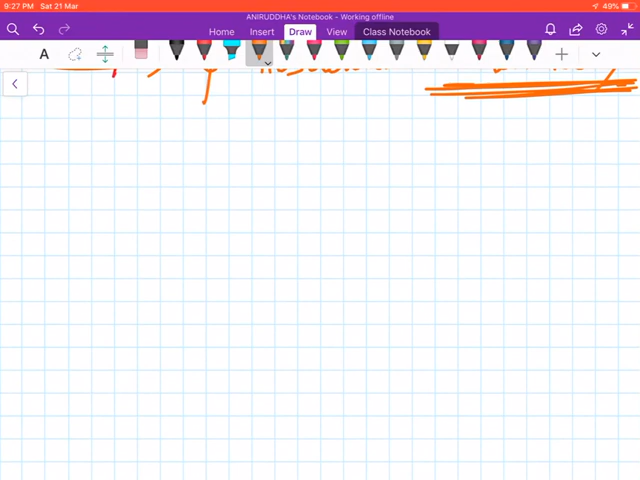 9:27 PM Sat 21 Mar 49%
ANIRUDDHA's Notebook - Working offline
Home Insert Draw View Class Notebook
A